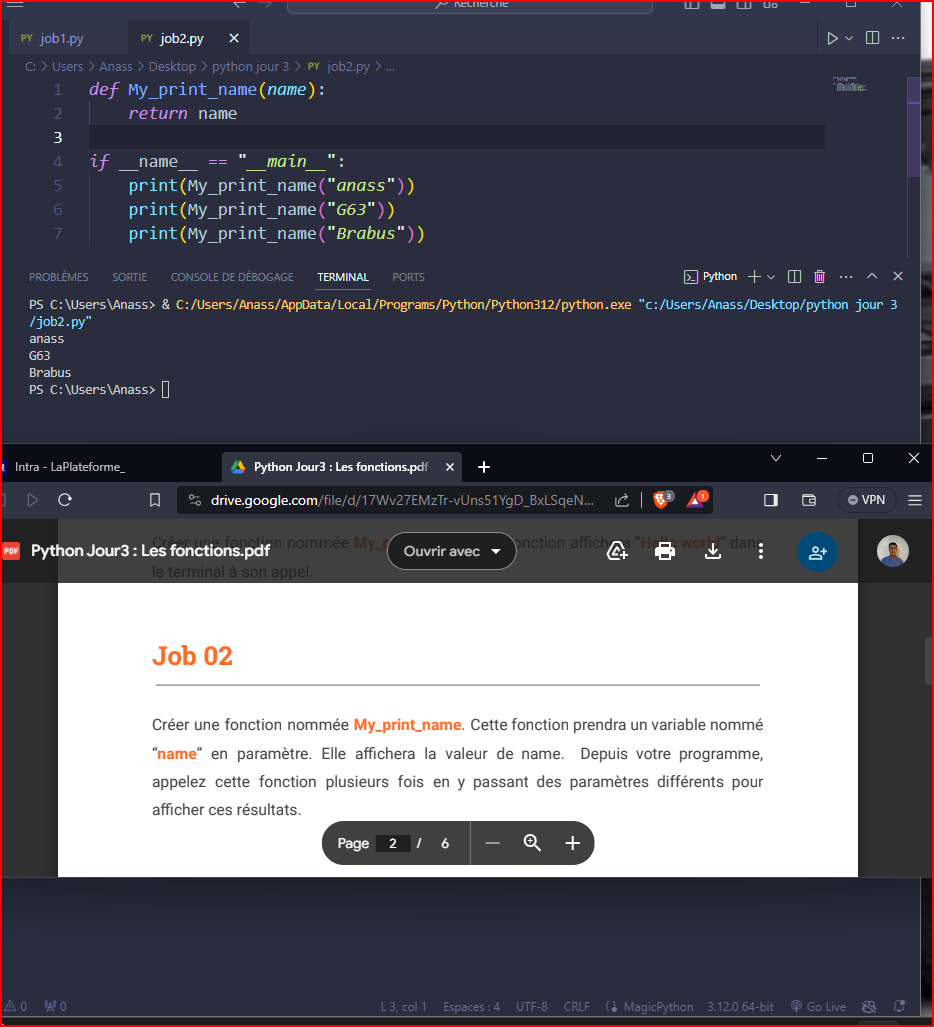 Recherche
PY job1.py PY job2.py ×
C: > Users > Anass > Desktop > python jour 3 > PY job2.py > ...
1 def My_print_name(name):
2 return name
3
4 if __name__ == "__main__":
5 print(My_print_name("anass"))
6 print(My_print_name("G63"))
7 print(My_print_name("Brabus"))
PROBLÈMES SORTIE CONSOLE DE DÉBOGAGE TERMINAL PORTS Python
PS C:\Users\Anass> & C:/Users/Anass/AppData/Local/Programs/Python/Python312/python.exe "c:/Users/Anass/Desktop/python jour 3
/job2.py"
anass
G63
Brabus
PS C:\Users\Anass>
Intra - LaPlateforme_ Python Jour3 : Les fonctions.pdf
drive.google.com/file/d/17Wv27EMzTr-vUns51YgD_BxLSqeN... 3 1 VPN
Créer une fonction nommée My_p fonction affichera "Hello world" dans
PDF Python Jour3 : Les fonctions.pdf Ouvrir avec
le terminal à son appel.
Job 02
Créer une fonction nommée My_print_name. Cette fonction prendra un variable nommé
“name” en paramètre. Elle affichera la valeur de name. Depuis votre programme,
appelez cette fonction plusieurs fois en y passant des paramètres différents pour
afficher ces résultats.
Page 2 / 6
0 0 L 3, col 1 Espaces : 4 UTF-8 CRLF MagicPython 3.12.0 64-bit Go Live